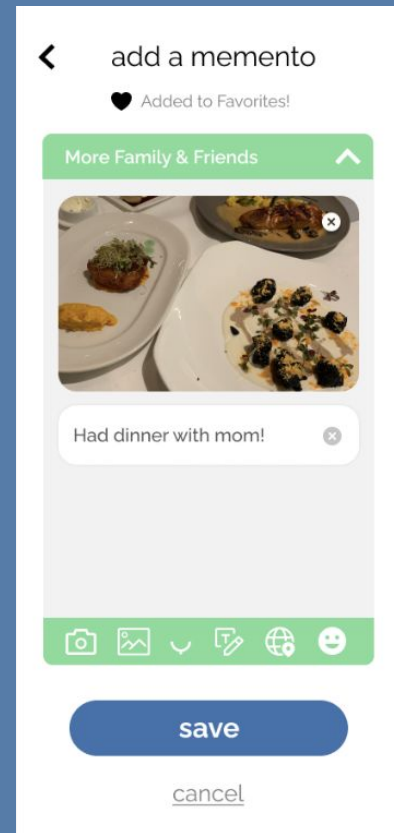 add a memento
Added to Favorites!
More Family & Friends
Had dinner with mom!
save
cancel